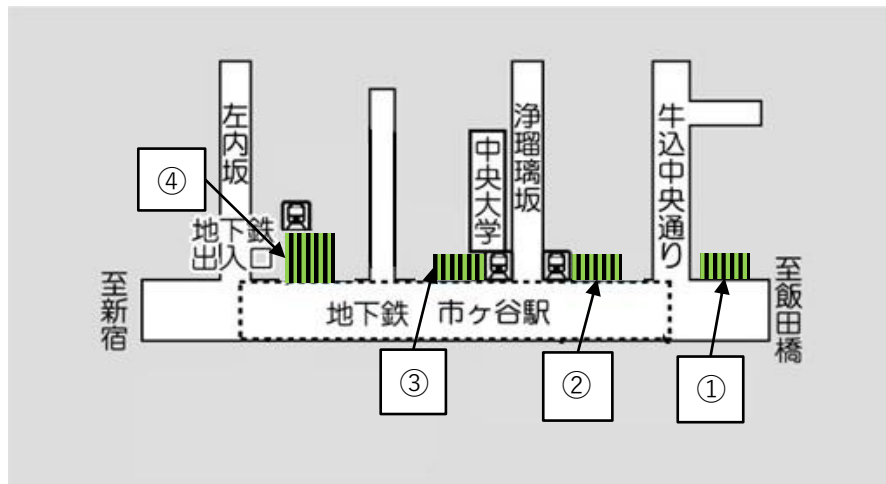 左内坂
浄瑠璃坂
牛込中央通り
中央大学
④
地下鉄
出入口
至新宿
地下鉄 市ヶ谷駅
至飯田橋
③
②
①